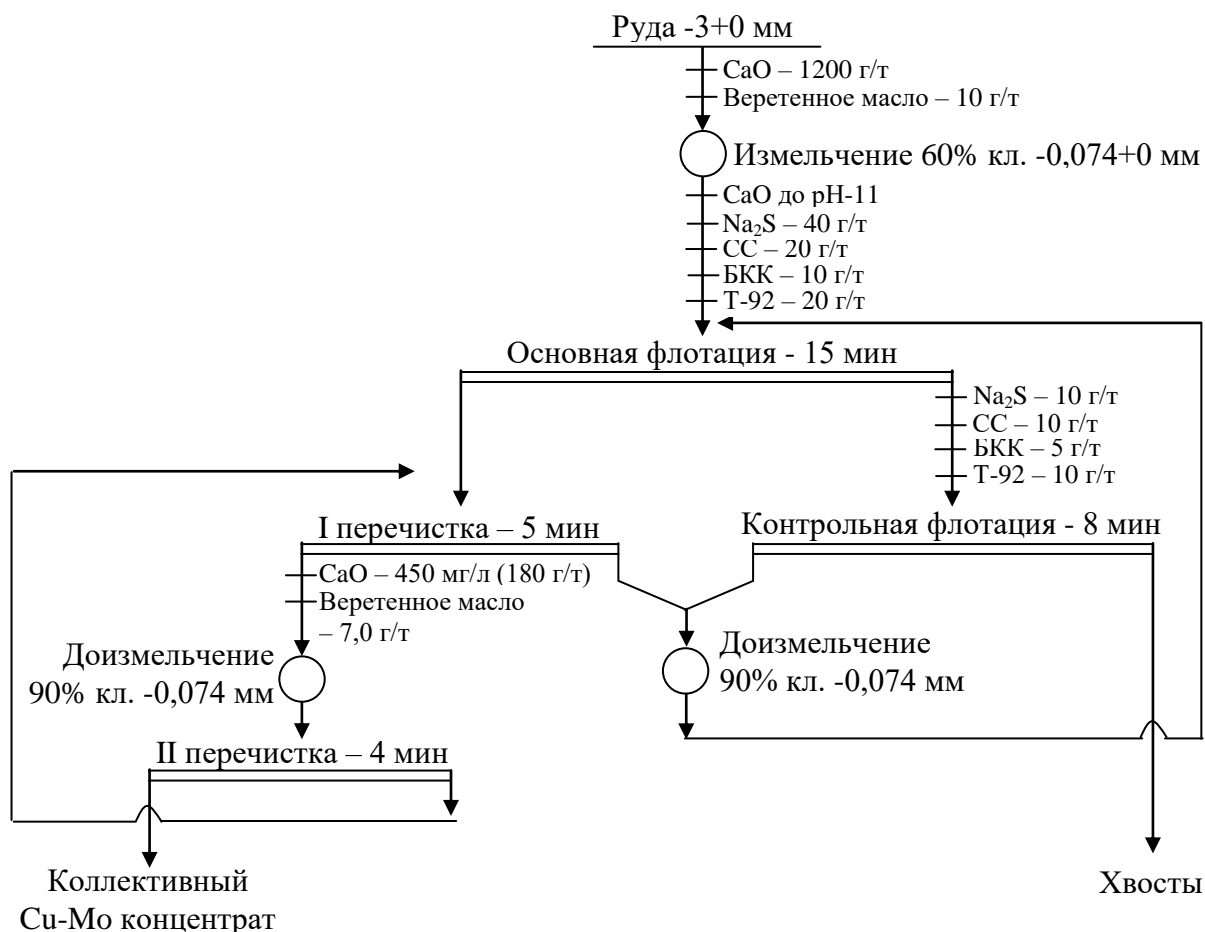 Руда -3+0 мм
CaO – 1200 г/т
Веретенное масло – 10 г/т
Измельчение 60% кл. -0,074+0 мм
CaO до pH-11
Na₂S – 40 г/т
СС – 20 г/т
БКК – 10 г/т
Т-92 – 20 г/т
Основная флотация - 15 мин
Na₂S – 10 г/т
СС – 10 г/т
БКК – 5 г/т
Т-92 – 10 г/т
I перечистка – 5 мин
Контрольная флотация - 8 мин
CaO – 450 мг/л (180 г/т)
Веретенное масло
– 7,0 г/т
Доизмельчение
90% кл. -0,074 мм
Доизмельчение
90% кл. -0,074 мм
II перечистка – 4 мин
Коллективный
Cu-Mo концентрат
Хвосты